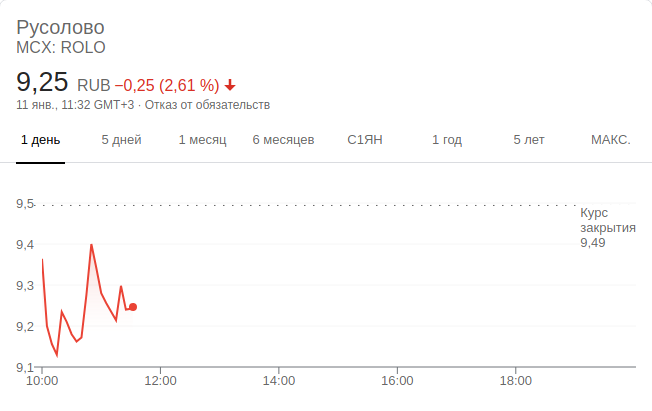 Русолово
MCX: ROLO
9,25 RUB −0,25 (2,61 %)
11 янв., 11:32 GMT+3 · Отказ от обязательств
1 день 5 дней 1 месяц 6 месяцев С1ЯН 1 год 5 лет МАКС.
9,5
Курс
закрытия
9,49
9,4
9,3
9,2
9,1
10:00 12:00 14:00 16:00 18:00